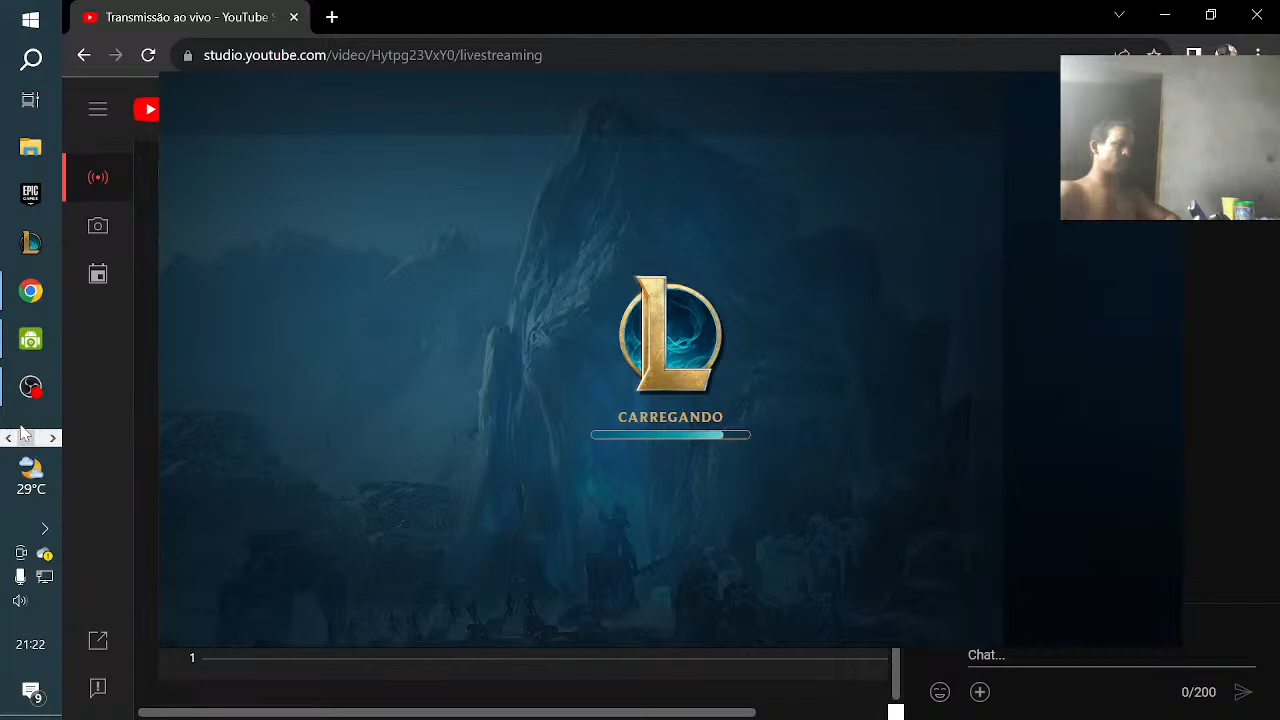 Transmissão ao vivo - YouTube S
studio.youtube.com/video/Hytpg23VxY0/livestreaming
EPIC
GAMES
L
CARREGANDO
29°C
21:22
9
1
Chat...
0/200